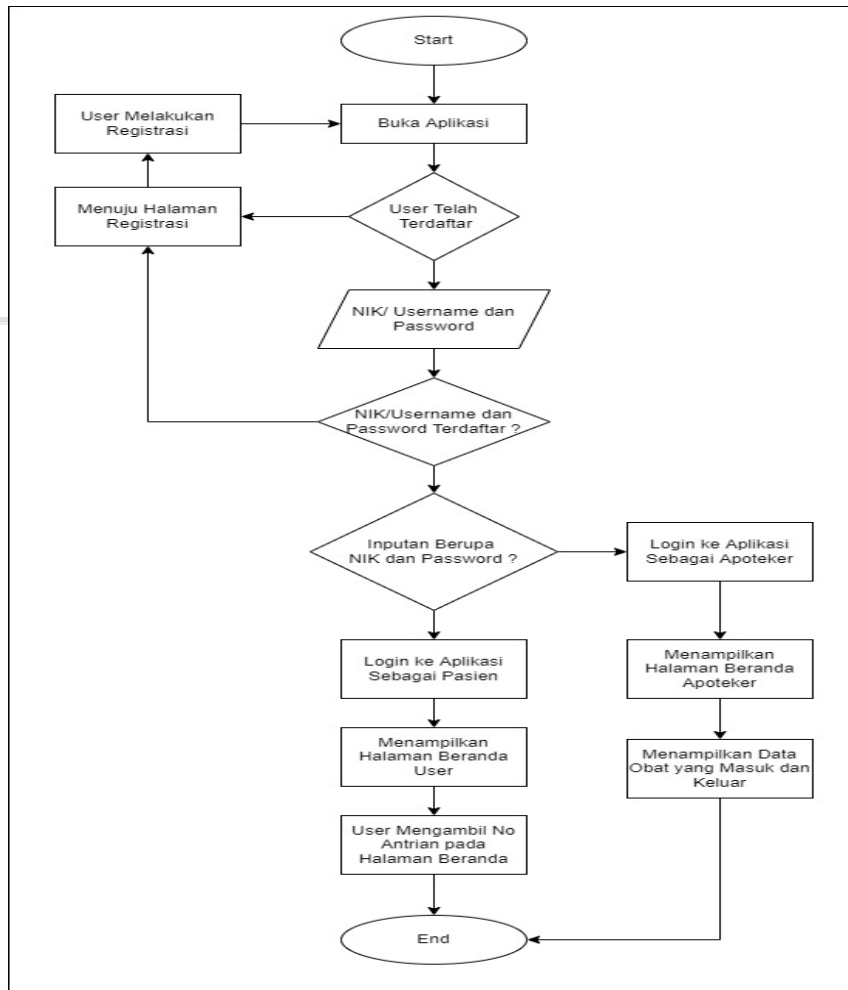 Start
User Melakukan
Registrasi
Buka Aplikasi
Menuju Halaman
Registrasi
User Telah
Terdaftar
NIK/ Username dan
Password
NIK/Username dan
Password Terdaftar ?
Inputan Berupa
NIK dan Password ?
Login ke Aplikasi
Sebagai Apoteker
Login ke Aplikasi
Sebagai Pasien
Menampilkan
Halaman Beranda
Apoteker
Menampilkan
Halaman Beranda
User
Menampilkan Data
Obat yang Masuk dan
Keluar
User Mengambil No
Antrian pada
Halaman Beranda
End